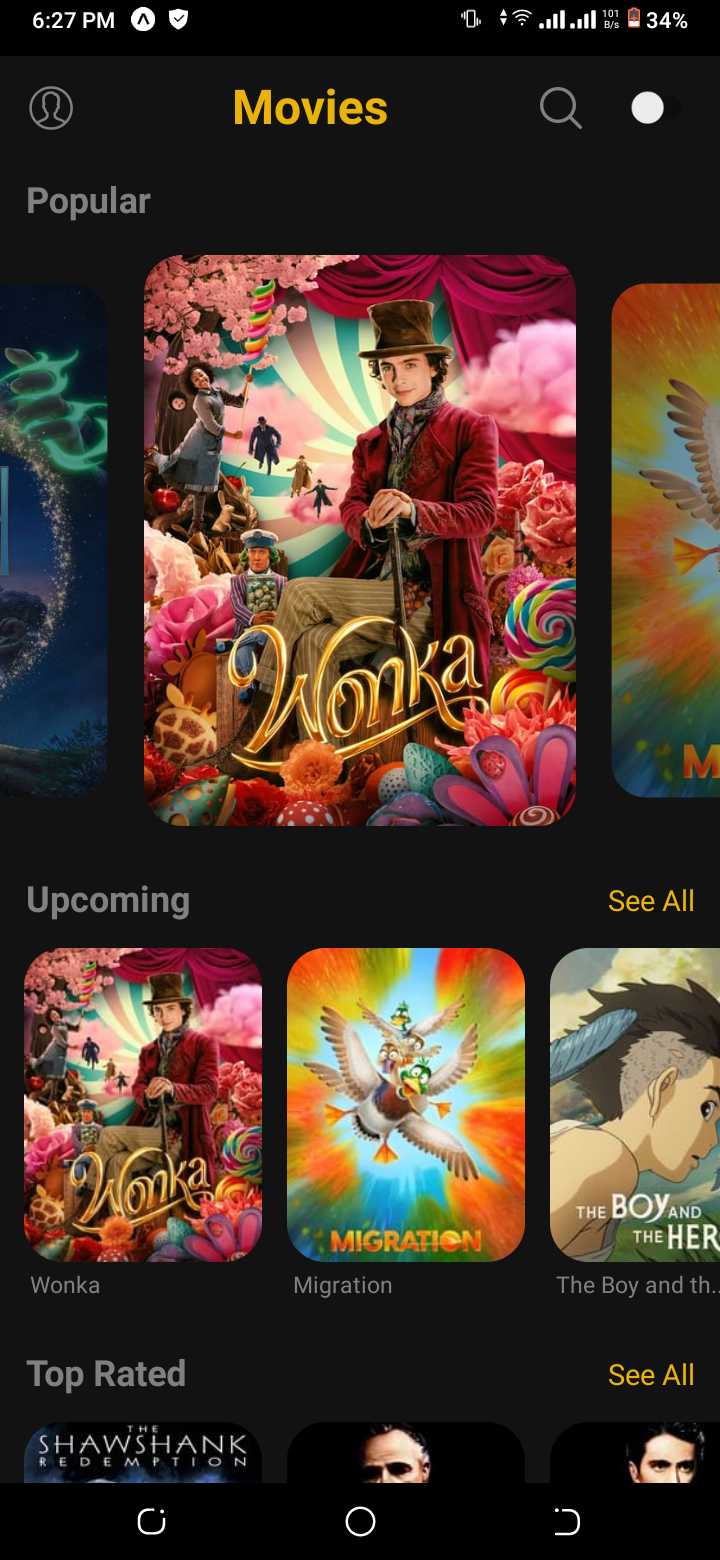 6:27 PM
101
B/s
34%
Movies
Popular
Wonka
M
Upcoming
See All
Wonka
MIGRATION
THE BOY AND
THE HER
Wonka
Migration
The Boy and th...
Top Rated
See All
THE
SHAWSHANK
REDEMPTION